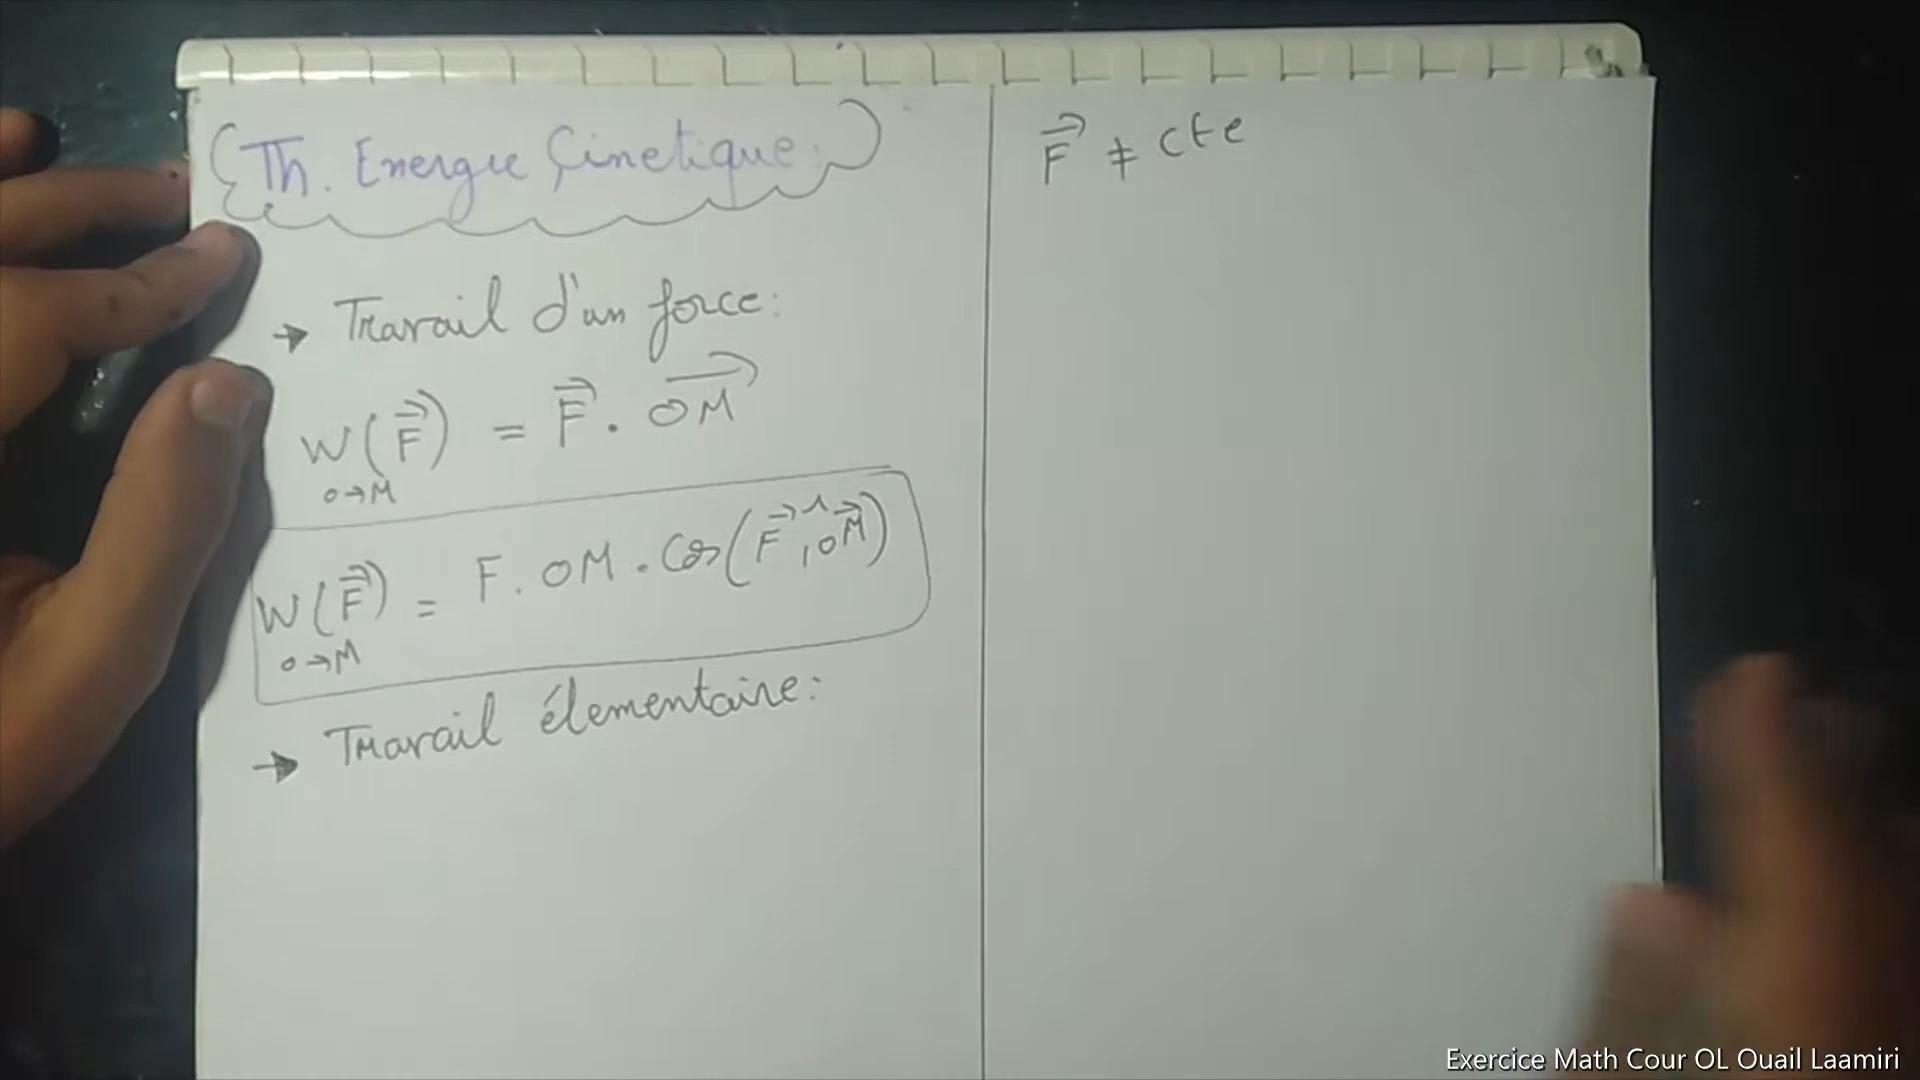 Th. Energie Cinetique
→ Travail d'un force:
W(F⃗) = F⃗ . OM⃗
O→M
W(F⃗) = F . OM . Cos(F⃗ , OM⃗)
O→M
→ Travail élementaire:
F⃗ ≠ cte
Exercice Math Cour OL Ouail Laamiri